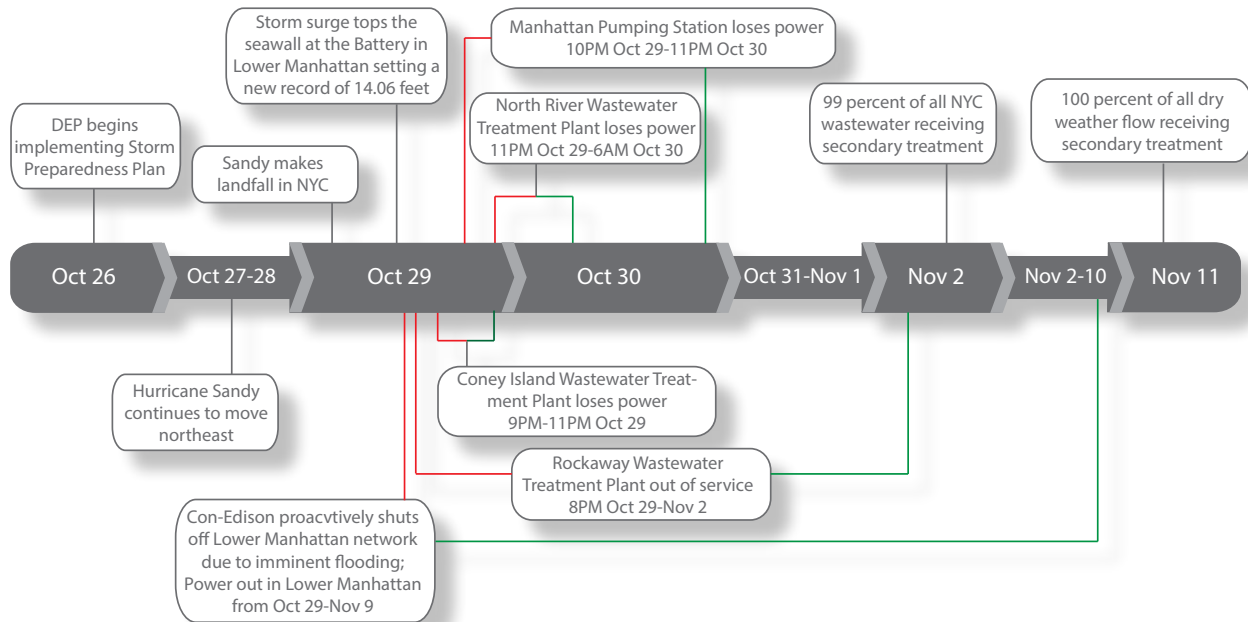 Storm surge tops the
seawall at the Battery in
Lower Manhattan setting a
new record of 14.06 feet
Manhattan Pumping Station loses power
10PM Oct 29-11PM Oct 30
DEP begins
implementing Storm
Preparedness Plan
Sandy makes
landfall in NYC
North River Wastewater
Treatment Plant loses power
11PM Oct 29-6AM Oct 30
99 percent of all NYC
wastewater receiving
secondary treatment
100 percent of all dry
weather flow receiving
secondary treatment
Oct 26
Oct 27-28
Oct 29
Oct 30
Oct 31-Nov 1
Nov 2
Nov 2-10
Nov 11
Hurricane Sandy
continues to move
northeast
Coney Island Wastewater Treat-
ment Plant loses power
9PM-11PM Oct 29
Rockaway Wastewater
Treatment Plant out of service
8PM Oct 29-Nov 2
Con-Edison proacvtively shuts
off Lower Manhattan network
due to imminent flooding;
Power out in Lower Manhattan
from Oct 29-Nov 9